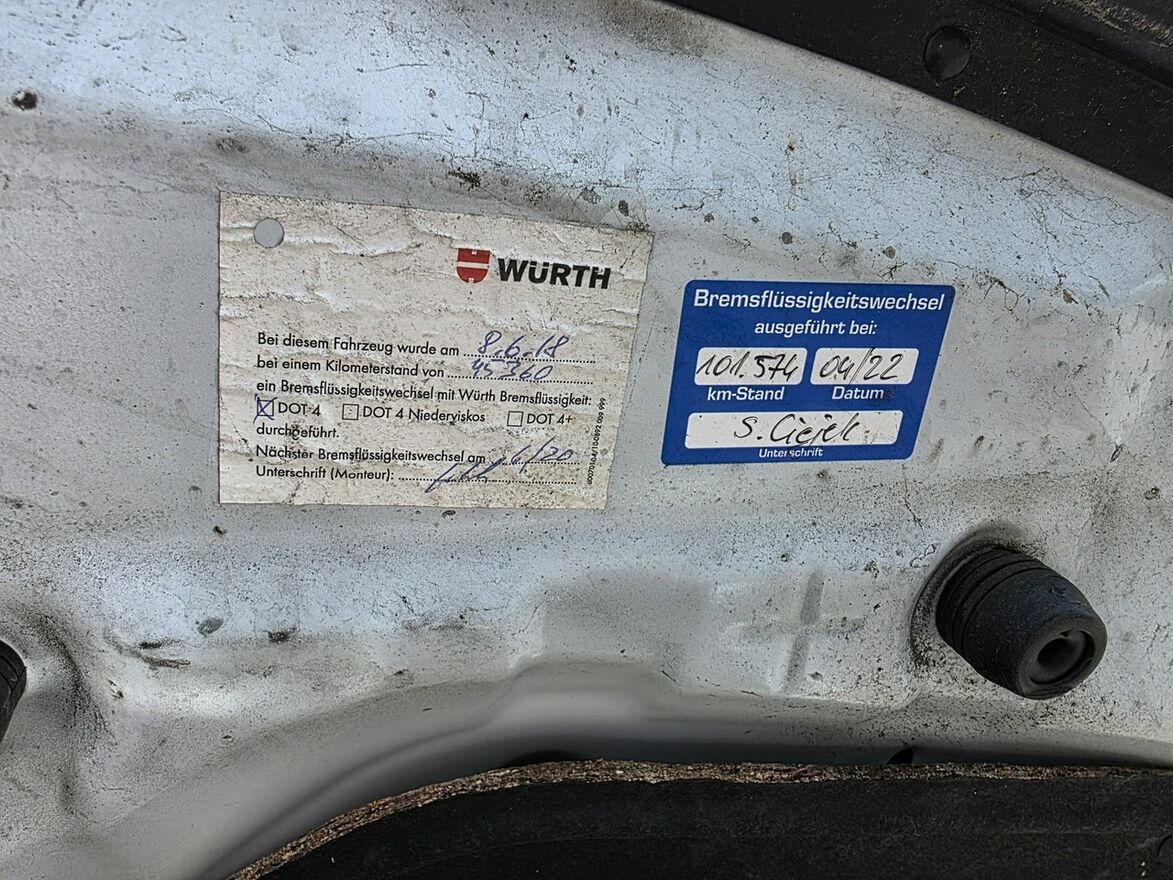 WÜRTH
Bei diesem Fahrzeug wurde am 8.6.18
bei einem Kilometerstand von 45360
ein Bremsflüssigkeitswechsel mit Würth Bremsflüssigkeit:
DOT 4 DOT 4 Niederviskos DOT 4+
durchgeführt.
Nächster Bremsflüssigkeitswechsel am 6/20
Unterschrift (Monteur):
Bremsflüssigkeitswechsel
ausgeführt bei:
101.574 04/22
km-Stand Datum
S. Ciejek
Unterschrift